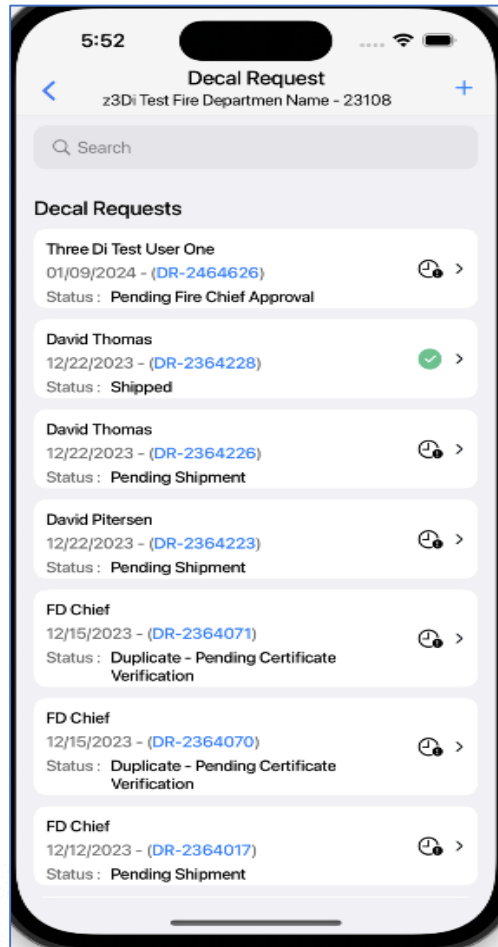 5:52
Decal Request
z3Di Test Fire Departmen Name - 23108
Search
Decal Requests
Three Di Test User One
01/09/2024 - (DR-2464626)
Status : Pending Fire Chief Approval
David Thomas
12/22/2023 - (DR-2364228)
Status : Shipped
David Thomas
12/22/2023 - (DR-2364226)
Status : Pending Shipment
David Pitersen
12/22/2023 - (DR-2364223)
Status : Pending Shipment
FD Chief
12/15/2023 - (DR-2364071)
Status : Duplicate - Pending Certificate
Verification
FD Chief
12/15/2023 - (DR-2364070)
Status : Duplicate - Pending Certificate
Verification
FD Chief
12/12/2023 - (DR-2364017)
Status : Pending Shipment